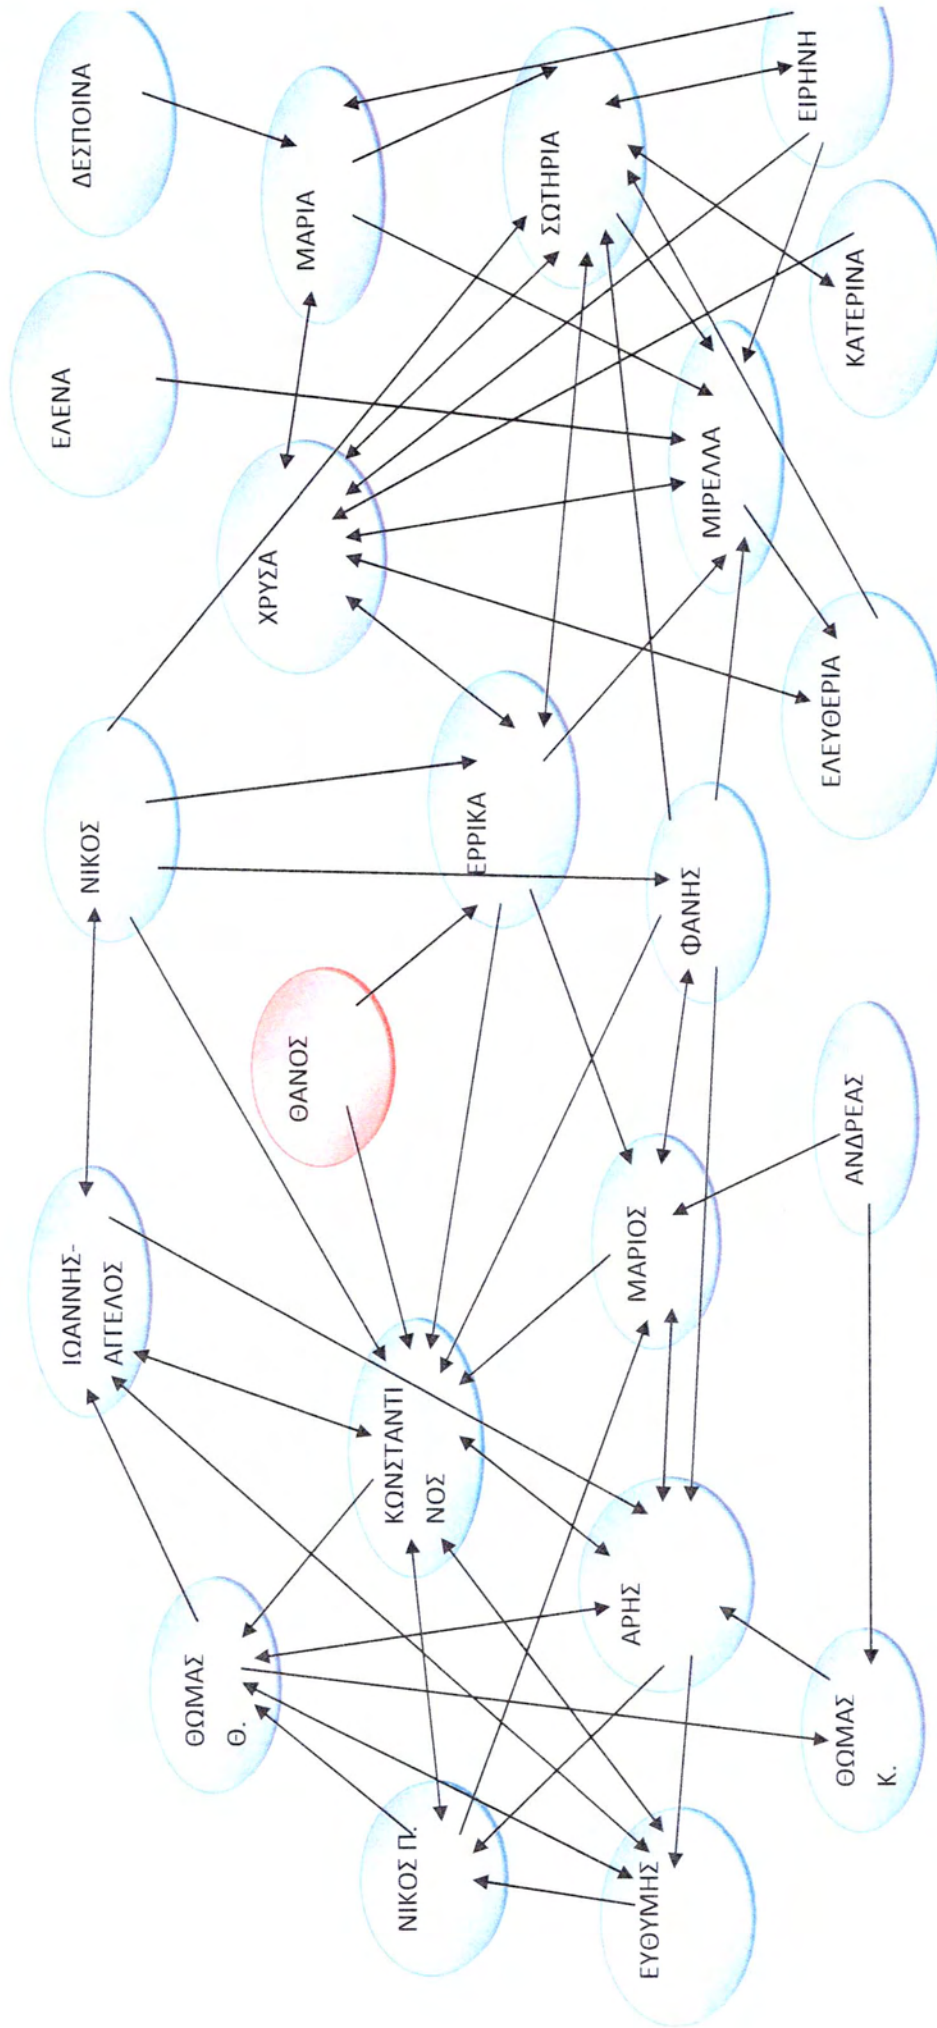 ΙΩΑΝΝΗΣ-
ΑΓΓΕΛΟΣ
ΝΙΚΟΣ
ΕΛΕΝΑ
ΔΕΣΠΟΙΝΑ
ΘΩΜΑΣ
Θ.
ΘΑΝΟΣ
ΧΡΥΣΑ
ΜΑΡΙΑ
ΝΙΚΟΣ Π.
ΚΩΝΣΤΑΝΤΙ
ΝΟΣ
ΕΡΡΙΚΑ
ΣΩΤΗΡΙΑ
ΕΥΘΥΜΗΣ
ΑΡΗΣ
ΜΑΡΙΟΣ
ΦΑΝΗΣ
ΜΙΡΕΛΛΑ
ΕΙΡΗΝΗ
ΘΩΜΑΣ
Κ.
ΑΝΔΡΕΑΣ
ΕΛΕΥΘΕΡΙΑ
ΚΑΤΕΡΙΝΑ